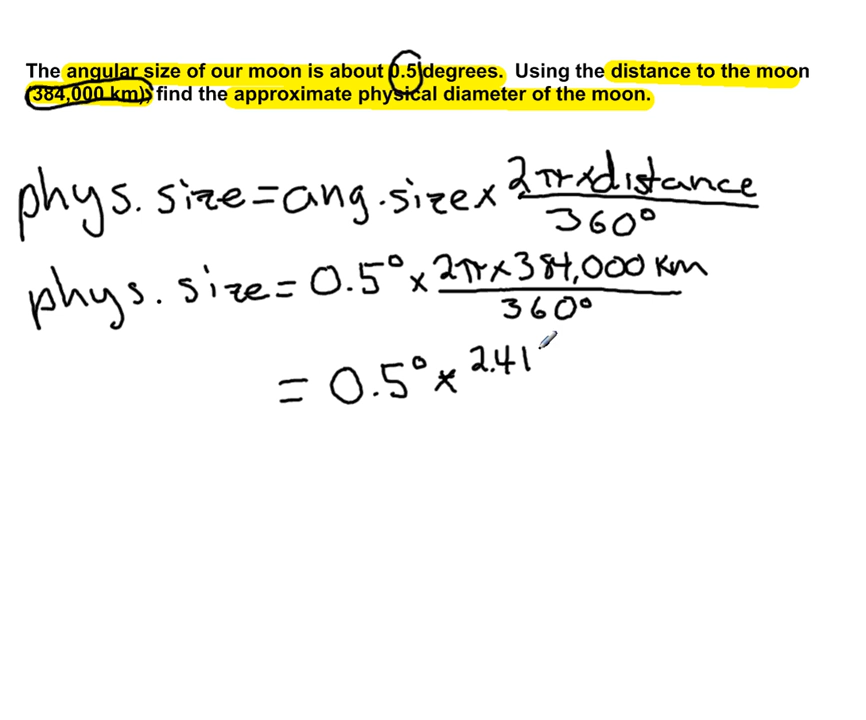 The angular size of our moon is about 0.5 degrees. Using the distance to the moon
(384,000 km), find the approximate physical diameter of the moon.
phys. size = ang. size x 2π x distance / 360°
phys. size = 0.5° x 2π x 384,000 km / 360°
= 0.5° x 2.41